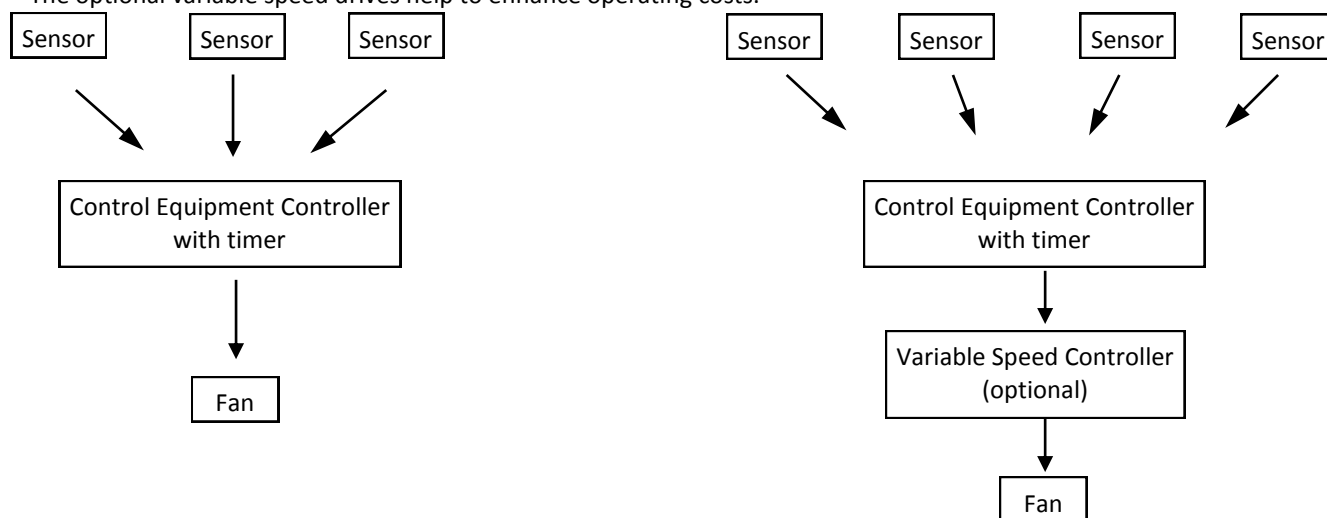 The optional variable speed drives help to enhance operating costs.
Sensor
Sensor
Sensor
Control Equipment Controller
with timer
Fan
Sensor
Sensor
Sensor
Sensor
Control Equipment Controller
with timer
Variable Speed Controller
(optional)
Fan